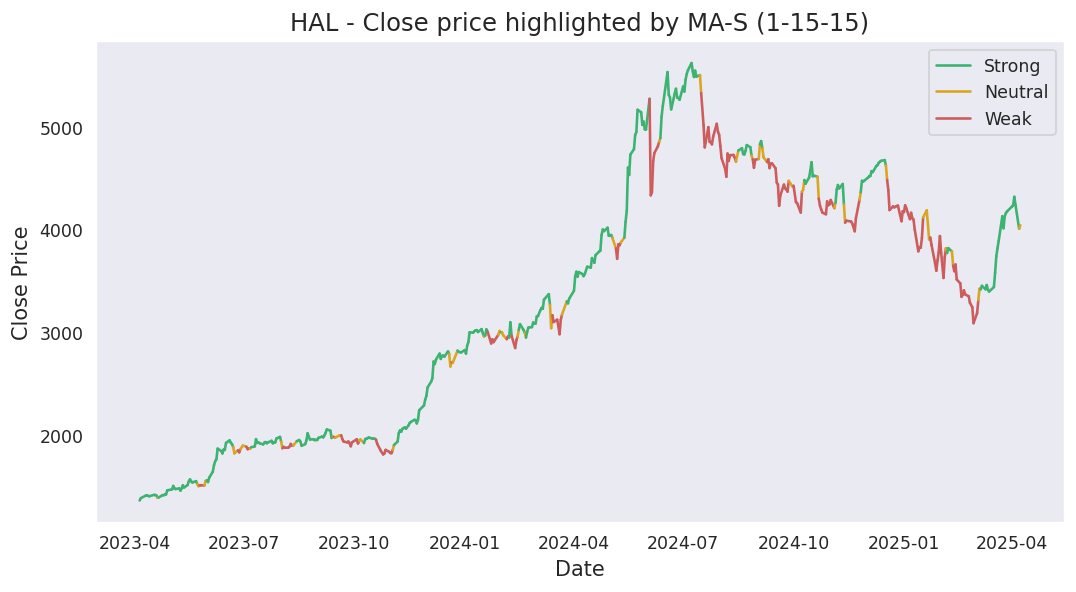 HAL - Close price highlighted by MA-S (1-15-15)
Strong
Neutral
Weak
Close Price
5000
4000
3000
2000
2023-04 2023-07 2023-10 2024-01 2024-04 2024-07 2024-10 2025-01 2025-04
Date